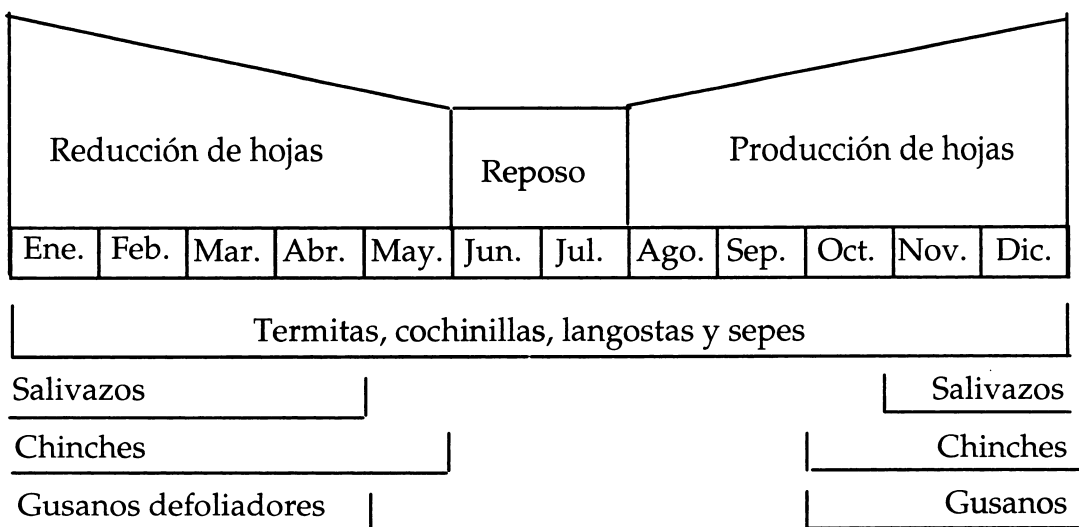 Reducción de hojas
Reposo
Producción de hojas
Ene. Feb. Mar. Abr. May. Jun. Jul. Ago. Sep. Oct. Nov. Dic.
Termitas, cochinillas, langostas y sepes
Salivazos Salivazos
Chinches Chinches
Gusanos defoliadores Gusanos